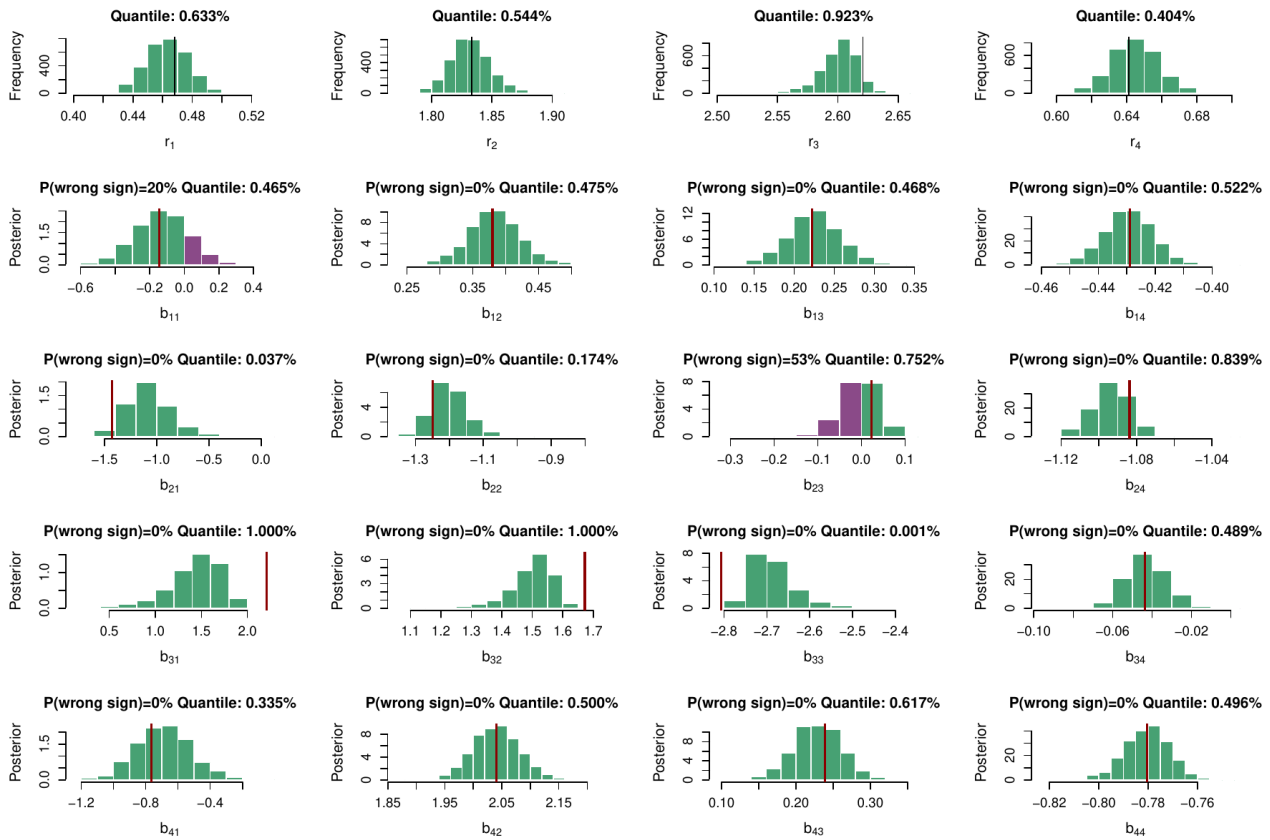 Quantile: 0.633% Quantile: 0.544% Quantile: 0.923% Quantile: 0.404%
Frequency 0 400 Frequency 0 400 Frequency 0 600 Frequency 0 600
0.40 0.44 0.48 0.52 1.80 1.85 1.90 2.50 2.55 2.60 2.65 0.60 0.64 0.68
r1 r2 r3 r4
P(wrong sign)=20% Quantile: 0.465% P(wrong sign)=0% Quantile: 0.475% P(wrong sign)=0% Quantile: 0.468% P(wrong sign)=0% Quantile: 0.522%
Posterior 0.0 1.5 Posterior 0 4 8 Posterior 0 6 12 Posterior 0 20
−0.6 −0.2 0.0 0.2 0.4 0.25 0.35 0.45 0.10 0.15 0.20 0.25 0.30 0.35 −0.46 −0.44 −0.42 −0.40
b11 b12 b13 b14
P(wrong sign)=0% Quantile: 0.037% P(wrong sign)=0% Quantile: 0.174% P(wrong sign)=53% Quantile: 0.752% P(wrong sign)=0% Quantile: 0.839%
Posterior 0.0 1.5 Posterior 0 4 Posterior 0 4 8 Posterior 0 20
−1.5 −1.0 −0.5 0.0 −1.3 −1.1 −0.9 −0.3 −0.2 −0.1 0.0 0.1 −1.12 −1.08 −1.04
b21 b22 b23 b24
P(wrong sign)=0% Quantile: 1.000% P(wrong sign)=0% Quantile: 1.000% P(wrong sign)=0% Quantile: 0.001% P(wrong sign)=0% Quantile: 0.489%
Posterior 0.0 1.0 Posterior 0 3 6 Posterior 0 4 8 Posterior 0 20
0.5 1.0 1.5 2.0 1.1 1.2 1.3 1.4 1.5 1.6 1.7 −2.8 −2.7 −2.6 −2.5 −2.4 −0.10 −0.06 −0.02
b31 b32 b33 b34
P(wrong sign)=0% Quantile: 0.335% P(wrong sign)=0% Quantile: 0.500% P(wrong sign)=0% Quantile: 0.617% P(wrong sign)=0% Quantile: 0.496%
Posterior 0.0 1.5 Posterior 0 4 8 Posterior 0 4 8 Posterior 0 20
−1.2 −0.8 −0.4 1.85 1.95 2.05 2.15 0.10 0.20 0.30 −0.82 −0.80 −0.78 −0.76
b41 b42 b43 b44